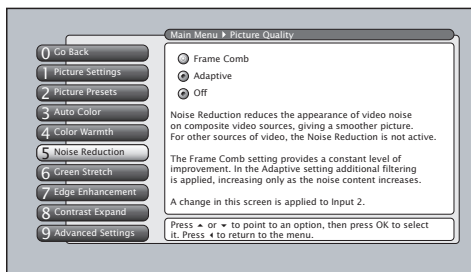 Main Menu ▶ Picture Quality
0 Go Back
1 Picture Settings
2 Picture Presets
3 Auto Color
4 Color Warmth
5 Noise Reduction
6 Green Stretch
7 Edge Enhancement
8 Contrast Expand
9 Advanced Settings
Frame Comb
Adaptive
Off
Noise Reduction reduces the appearance of video noise
on composite video sources, giving a smoother picture.
For other sources of video, the Noise Reduction is not active.
The Frame Comb setting provides a constant level of
improvement. In the Adaptive setting additional filtering
is applied, increasing only as the noise content increases.
A change in this screen is applied to Input 2.
Press ▲ or ▼ to point to an option, then press OK to select
it. Press ◀ to return to the menu.